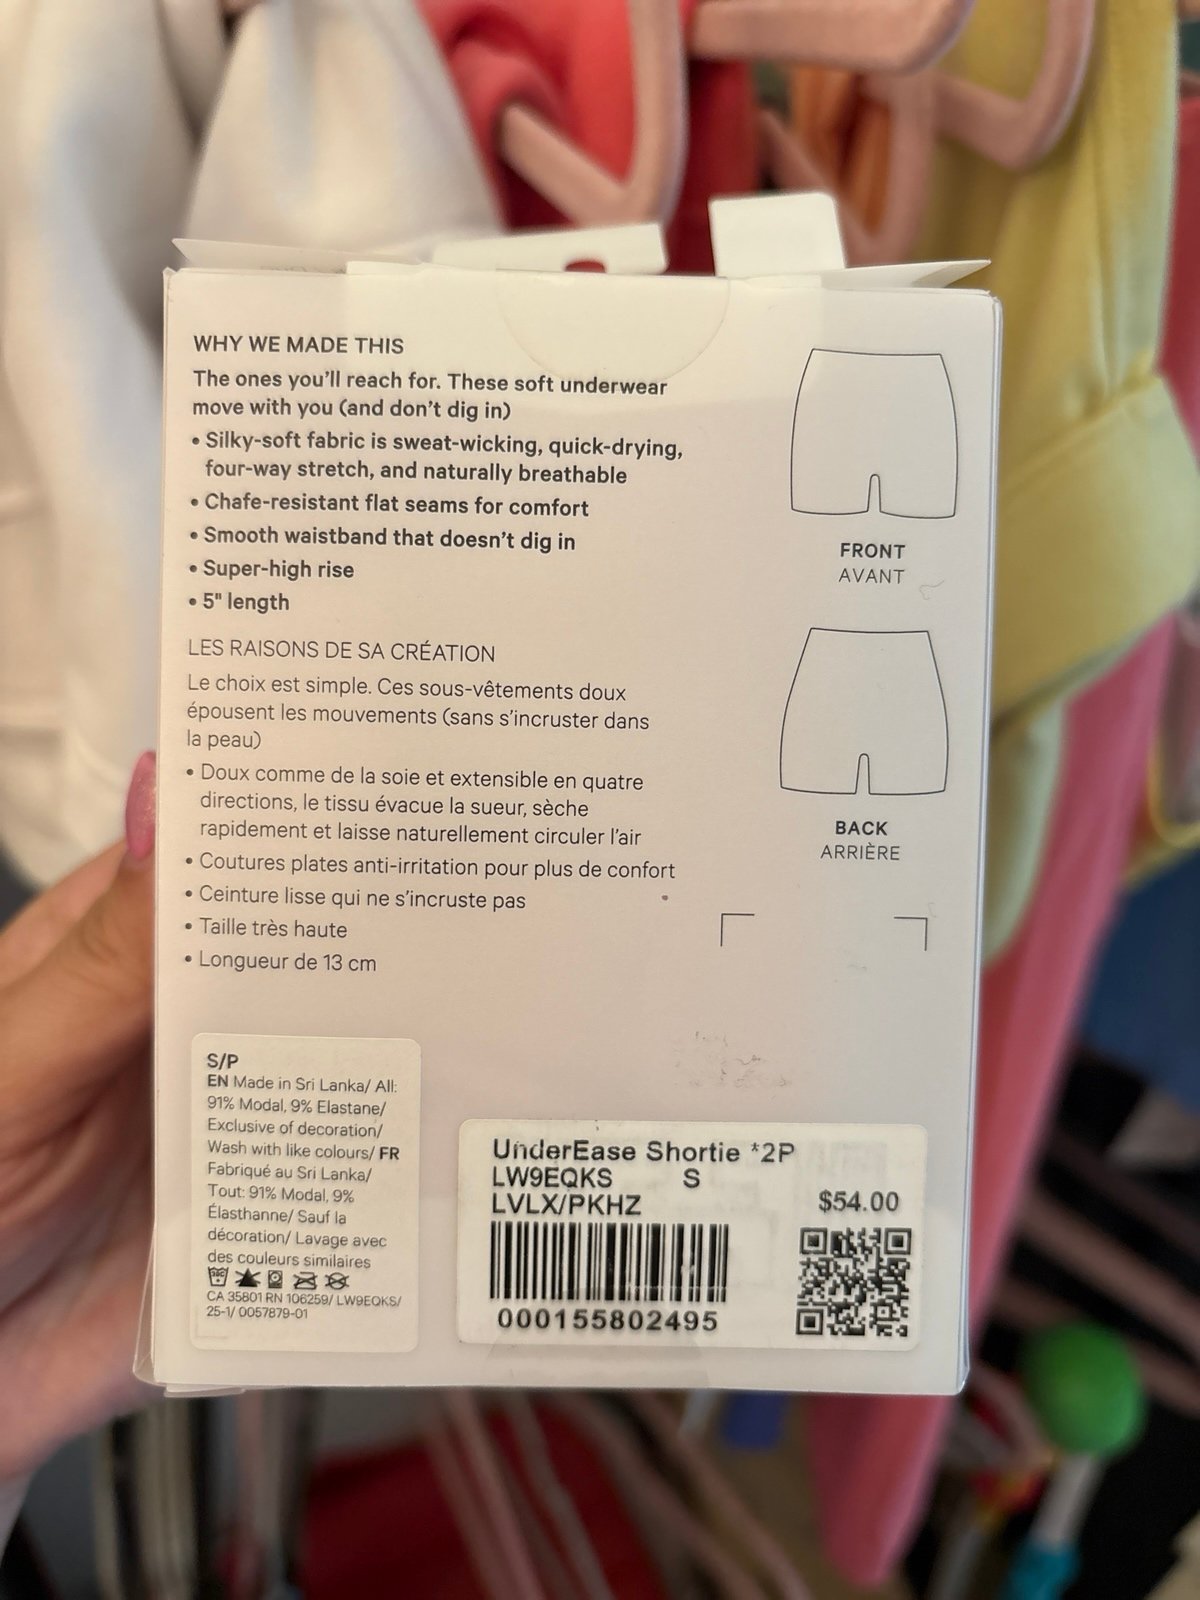 WHY WE MADE THIS
The ones you'll reach for. These soft underwear
move with you (and don't dig in)
• Silky-soft fabric is sweat-wicking, quick-drying,
four-way stretch, and naturally breathable
• Chafe-resistant flat seams for comfort
• Smooth waistband that doesn't dig in
• Super-high rise
• 5" length
LES RAISONS DE SA CRÉATION
Le choix est simple. Ces sous-vêtements doux
épousent les mouvements (sans s'incruster dans
la peau)
• Doux comme de la soie et extensible en quatre
directions, le tissu évacue la sueur, sèche
rapidement et laisse naturellement circuler l'air
• Coutures plates anti-irritation pour plus de confort
• Ceinture lisse qui ne s'incruste pas
• Taille très haute
• Longueur de 13 cm
FRONT
AVANT
BACK
ARRIÈRE
S/P
EN Made in Sri Lanka/ All:
91% Modal, 9% Elastane/
Exclusive of decoration/
Wash with like colours/ FR
Fabriqué au Sri Lanka/
Tout: 91% Modal, 9%
Élasthanne/ Sauf la
décoration/ Lavage avec
des couleurs similaires
CA 35801 RN 106259/ LW9EQKS/
25-1/ 0057879-01
UnderEase Shortie *2P
LW9EQKS S
LVLX/PKHZ
$54.00
000155802495